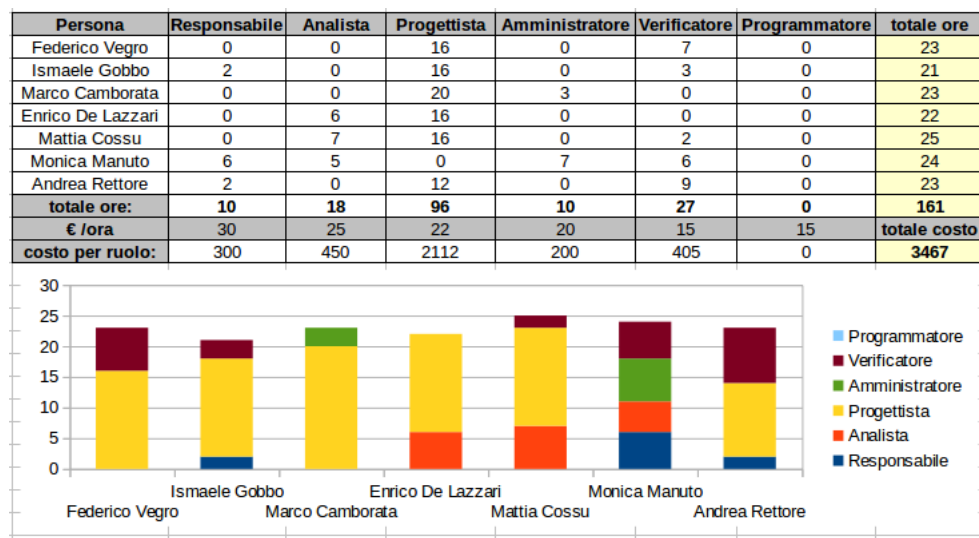 Persona Responsabile Analista Progettista Amministratore Verificatore Programmatore totale ore
Federico Vegro 0 0 16 0 7 0 23
Ismaele Gobbo 2 0 16 0 3 0 21
Marco Camborata 0 0 20 3 0 0 23
Enrico De Lazzari 0 6 16 0 0 0 22
Mattia Cossu 0 7 16 0 2 0 25
Monica Manuto 6 5 0 7 6 0 24
Andrea Rettore 2 0 12 0 9 0 23
totale ore: 10 18 96 10 27 0 161
€ /ora 30 25 22 20 15 15 totale costo
costo per ruolo: 300 450 2112 200 405 0 3467
30
25
20
15
10
5
0
Programmatore
Verificatore
Amministratore
Progettista
Analista
Responsabile
Ismaele Gobbo Enrico De Lazzari Monica Manuto
Federico Vegro Marco Camborata Mattia Cossu Andrea Rettore